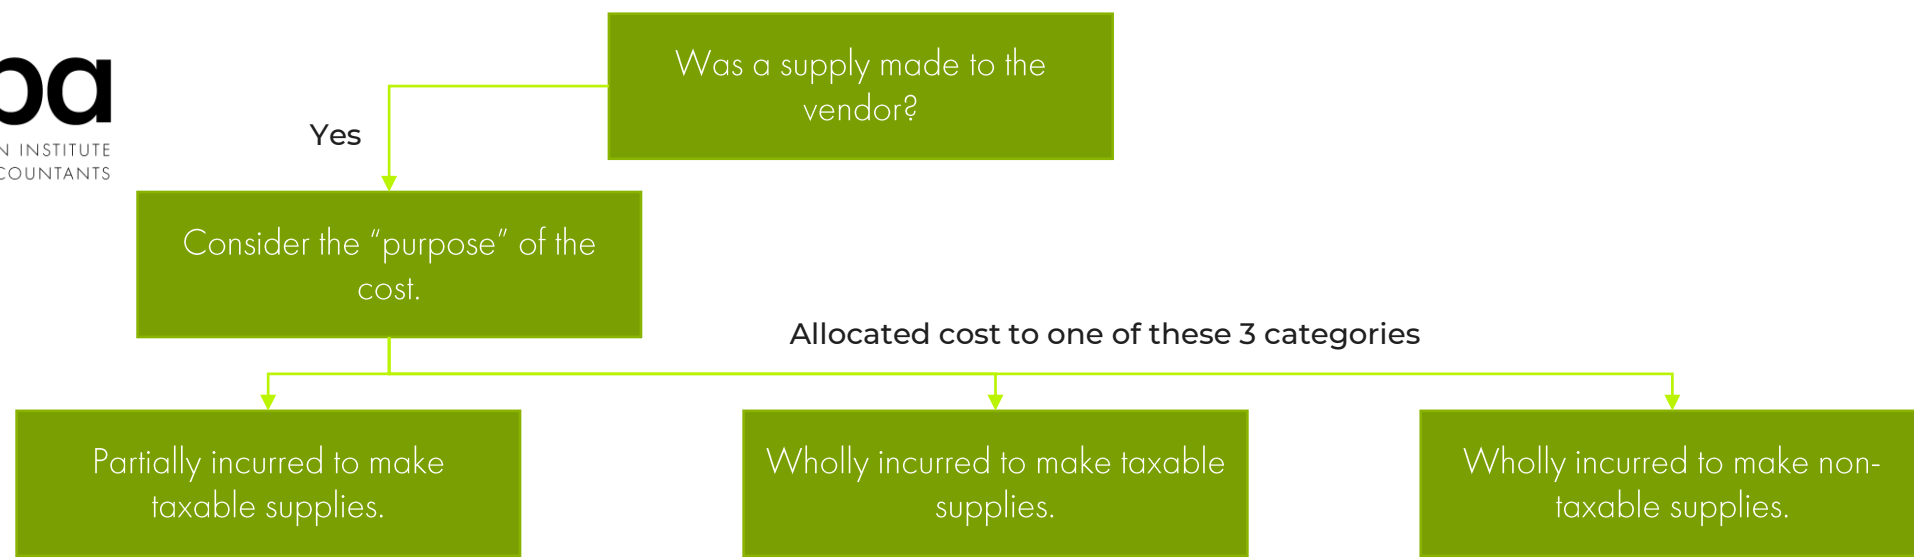 Was a supply made to the
vendor?
Yes
INSTITUTE
Consider the “purpose” of the
cost.
Allocated cost to one of these 3 categories
Partially incurred to make
taxable supplies.
Wholly incurred to make taxable
supplies.
Wholly incurred to make non-
taxable supplies.